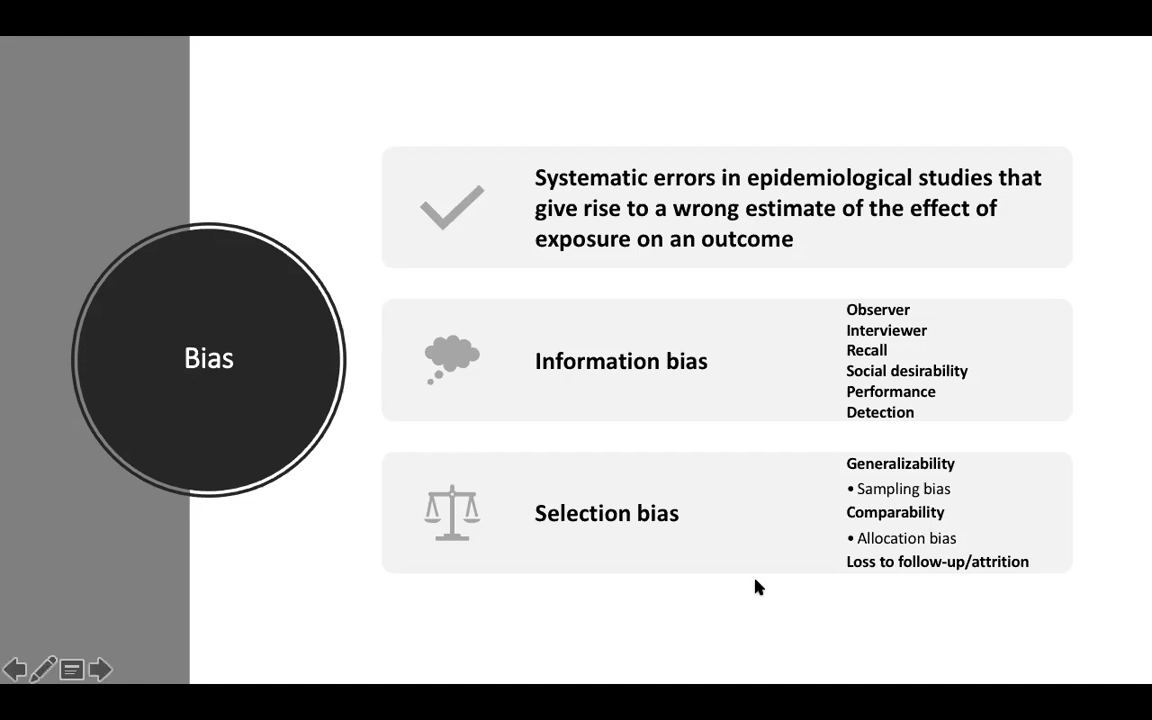 Bias
Systematic errors in epidemiological studies that
give rise to a wrong estimate of the effect of
exposure on an outcome
Information bias
Observer
Interviewer
Recall
Social desirability
Performance
Detection
Selection bias
Generalizability
• Sampling bias
Comparability
• Allocation bias
Loss to follow-up/attrition